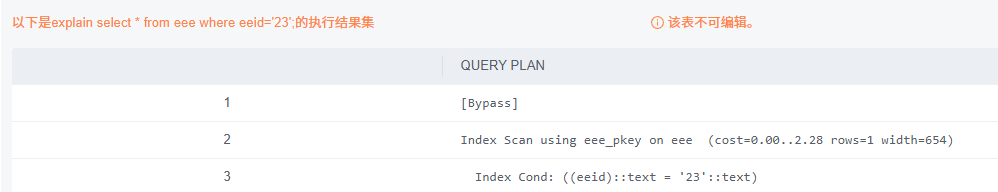 以下是explain select * from eee where eeid='23';的执行结果集 该表不可编辑。
QUERY PLAN
1 [Bypass]
2 Index Scan using eee_pkey on eee (cost=0.00..2.28 rows=1 width=654)
3 Index Cond: ((eeid)::text = '23'::text)